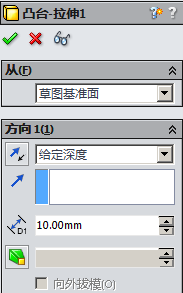 凸台-拉伸1
从(F)
草图基准面
方向 1(1)
给定深度
D1
10.00mm
向外拔模(O)